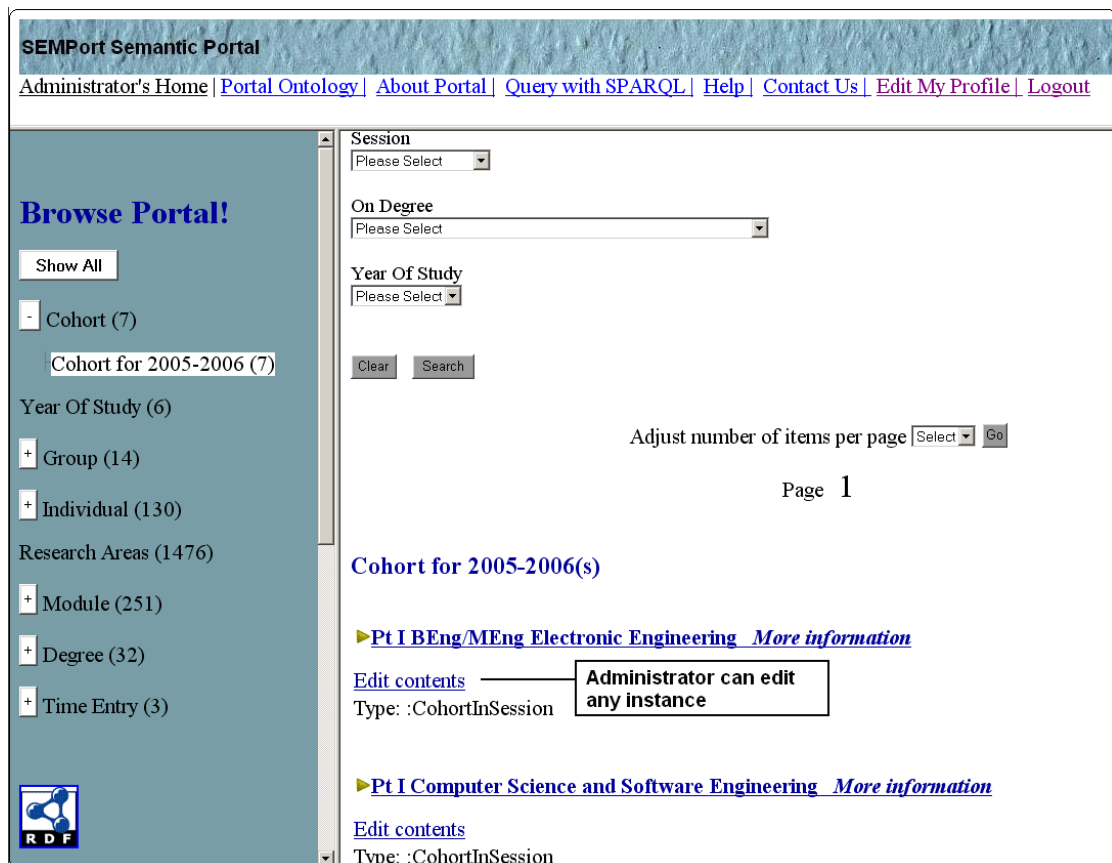 SEMPort Semantic Portal
Administrator's Home | Portal Ontology | About Portal | Query with SPARQL | Help | Contact Us | Edit My Profile | Logout
Browse Portal!
Show All
- Cohort (7)
Cohort for 2005-2006 (7)
Year Of Study (6)
+ Group (14)
+ Individual (130)
Research Areas (1476)
+ Module (251)
+ Degree (32)
+ Time Entry (3)
RDF
Session
Please Select
On Degree
Please Select
Year Of Study
Please Select
Clear Search
Adjust number of items per page Select Go
Page 1
Cohort for 2005-2006(s)
Pt I BEng/MEng Electronic Engineering More information
Edit contents
Administrator can edit
any instance
Type: :CohortInSession
Pt I Computer Science and Software Engineering More information
Edit contents
Type: :CohortInSession